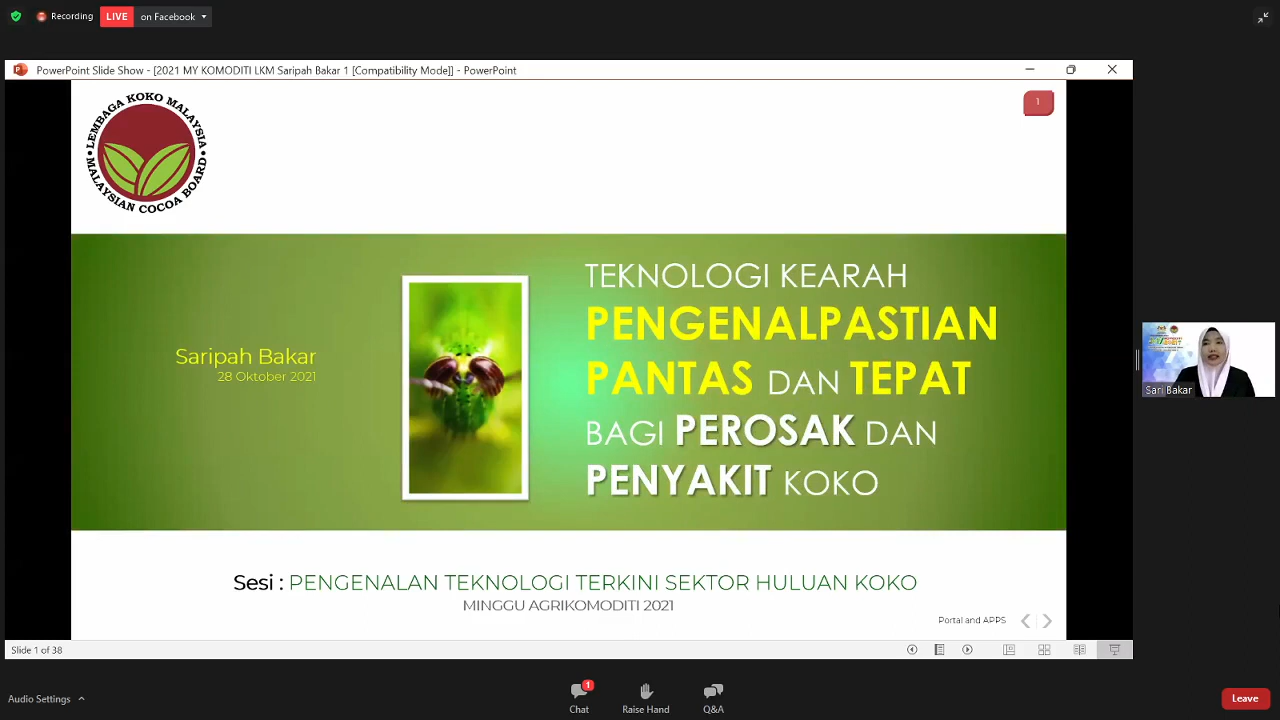 Recording
LIVE
on Facebook
PowerPoint Slide Show - [2021 MY KOMODITI LKM Saripah Bakar 1 [Compatibility Mode]] - PowerPoint
LEMBAGA KOKO MALAYSIA
MALAYSIAN COCOA BOARD
1
TEKNOLOGI KEARAH
PENGENALPASTIAN
PANTAS DAN TEPAT
BAGI PEROSAK DAN
PENYAKIT KOKO
Saripah Bakar
28 Oktober 2021
Sari Bakar
Sesi : PENGENALAN TEKNOLOGI TERKINI SEKTOR HULUAN KOKO
MINGGU AGRIKOMODITI 2021
Portal and APPS
Slide 1 of 38
Audio Settings
1
Chat
Raise Hand
Q&A
Leave